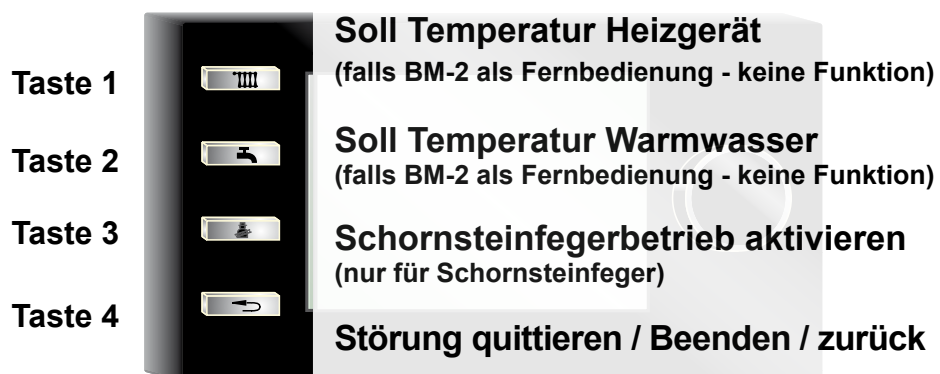 Soll Temperatur Heizgerät
Taste 1
(falls BM-2 als Fernbedienung - keine Funktion)
Soll Temperatur Warmwasser
Taste 2
(falls BM-2 als Fernbedienung - keine Funktion)
Taste 3
Schornsteinfegerbetrieb aktivieren
(nur für Schornsteinfeger)
Taste 4
Störung quittieren / Beenden / zurück